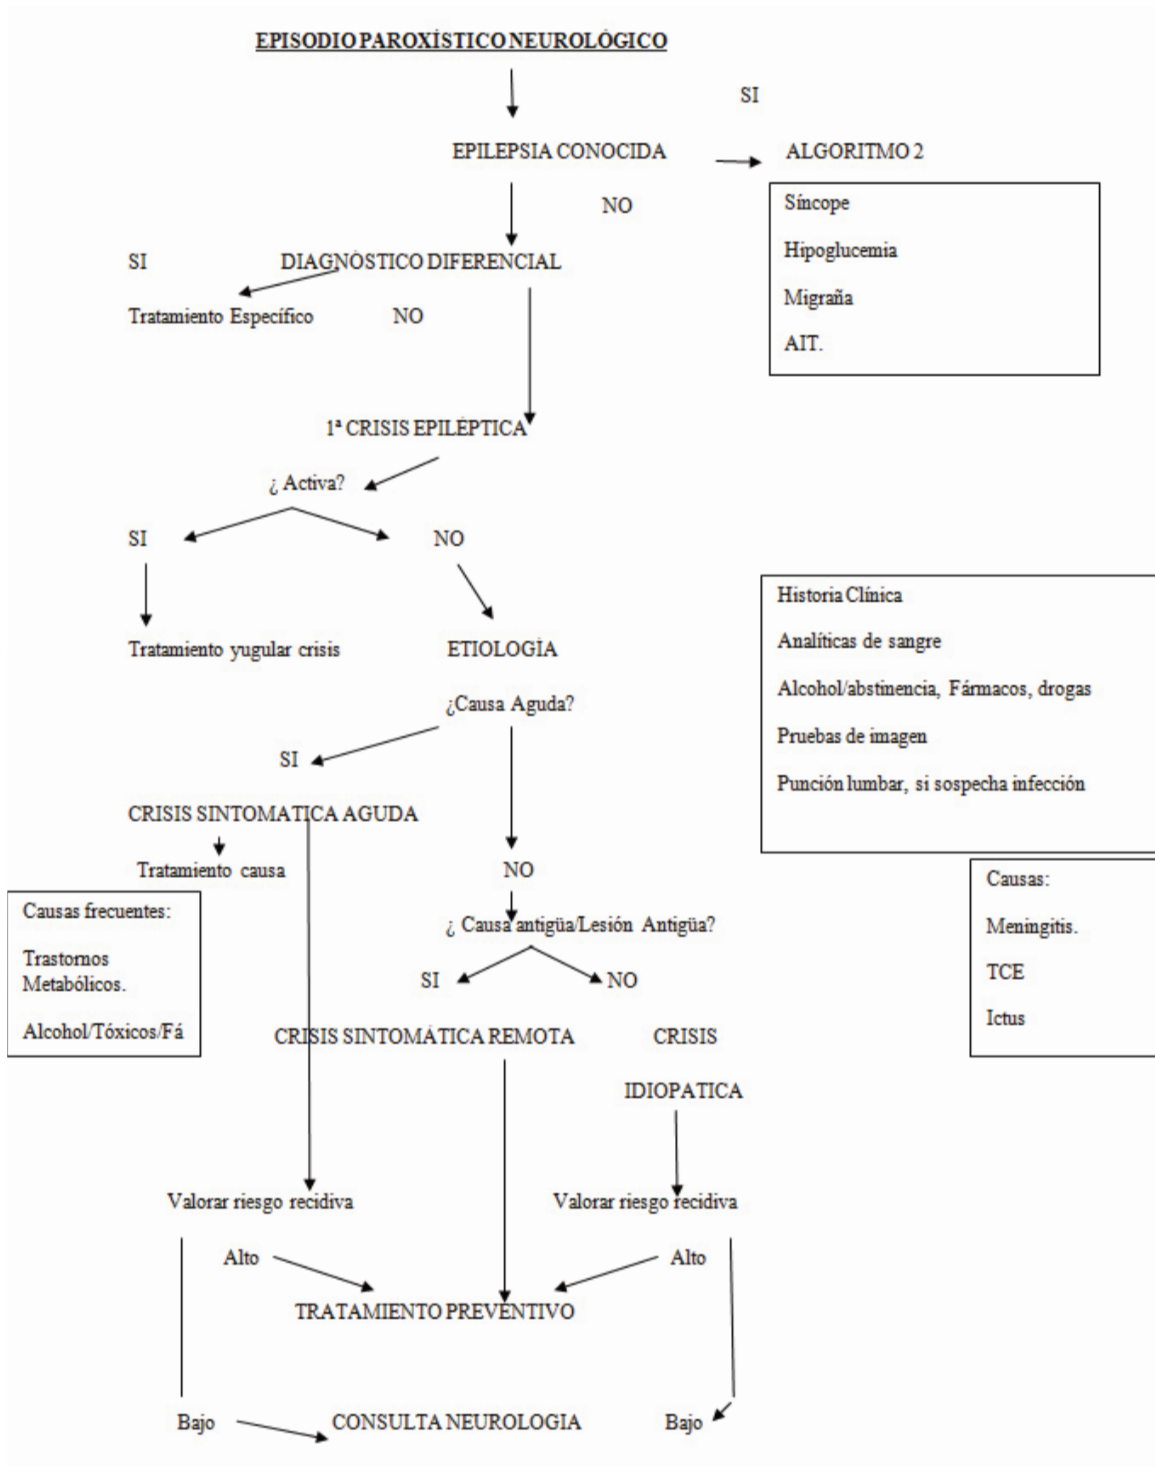 EPISODIO PAROXÍSTICO NEUROLÓGICO
SI
EPILEPSIA CONOCIDA
ALGORITMO 2
NO
Síncope
Hipoglucemia
Migraña
AIT.
SI
DIAGNÓSTICO DIFERENCIAL
Tratamiento Específico
NO
1ª CRISIS EPILÉPTICA
¿ Activa?
SI
NO
Tratamiento yugular crisis
ETIOLOGÍA
Historia Clínica
Analíticas de sangre
Alcohol/abstinencia, Fármacos, drogas
Pruebas de imagen
Punción lumbar, si sospecha infección
¿Causa Aguda?
SI
CRISIS SINTOMATICA AGUDA
Tratamiento causa
NO
Causas frecuentes:
Trastornos
Metabólicos.
Alcohol/Tóxicos/Fá
¿ Causa antigüa/Lesión Antigüa?
Causas:
Meningitis.
TCE
Ictus
SI
NO
CRISIS SINTOMÁTICA REMOTA
CRISIS
IDIOPATICA
Valorar riesgo recidiva
Valorar riesgo recidiva
Alto
Alto
TRATAMIENTO PREVENTIVO
Bajo
CONSULTA NEUROLOGIA
Bajo